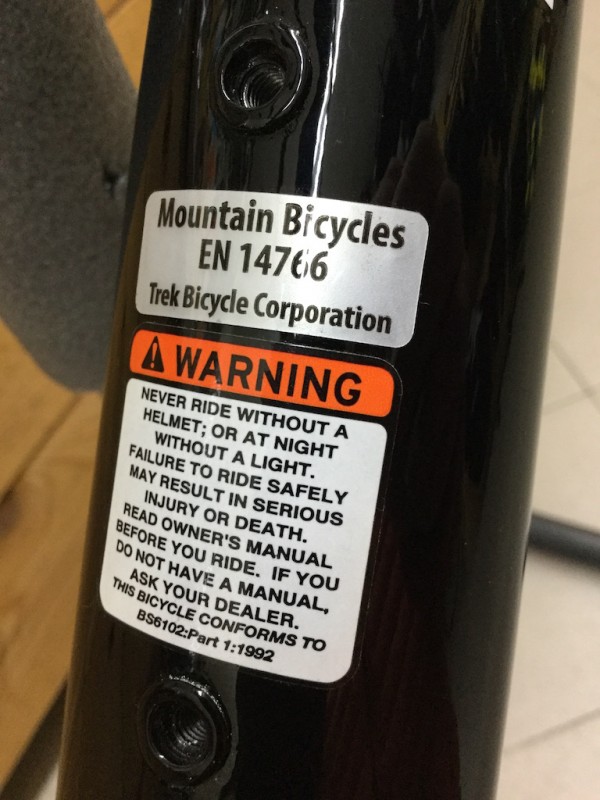 Mountain Bicycles
EN 14766
Trek Bicycle Corporation
WARNING
NEVER RIDE WITHOUT A
HELMET; OR AT NIGHT
WITHOUT A LIGHT.
FAILURE TO RIDE SAFELY
MAY RESULT IN SERIOUS
INJURY OR DEATH.
READ OWNER'S MANUAL
BEFORE YOU RIDE. IF YOU
DO NOT HAVE A MANUAL,
ASK YOUR DEALER.
THIS BICYCLE CONFORMS TO
BS6102:Part 1:1992